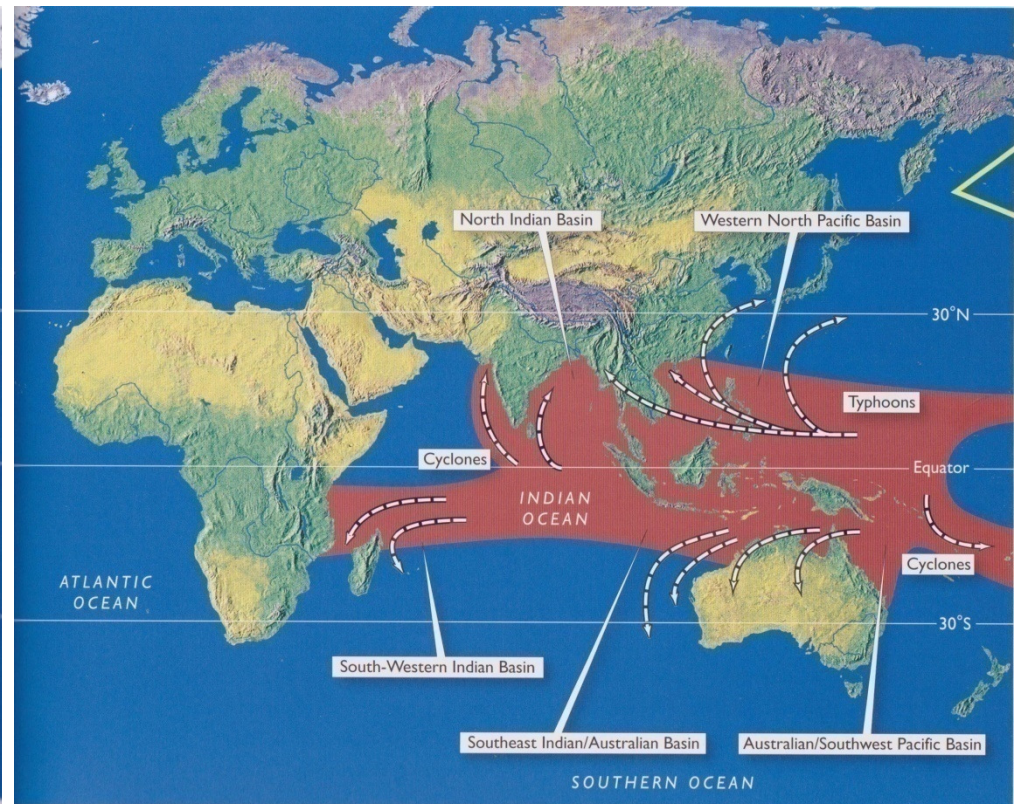 North Indian Basin
Western North Pacific Basin
30°N
Typhoons
Cyclones
Equator
INDIAN
OCEAN
Cyclones
ATLANTIC
OCEAN
30°S
South-Western Indian Basin
Southeast Indian/Australian Basin
Australian/Southwest Pacific Basin
SOUTHERN OCEAN